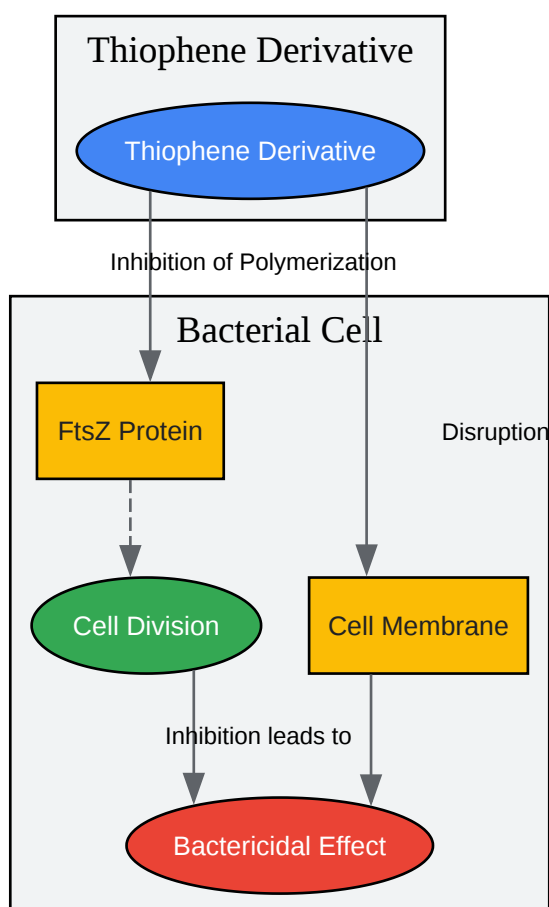 Thiophene Derivative
Thiophene Derivative
Inhibition of Polymerization
Bacterial Cell
FtsZ Protein
Disruption
Cell Division
Cell Membrane
Inhibition leads to
Bactericidal Effect